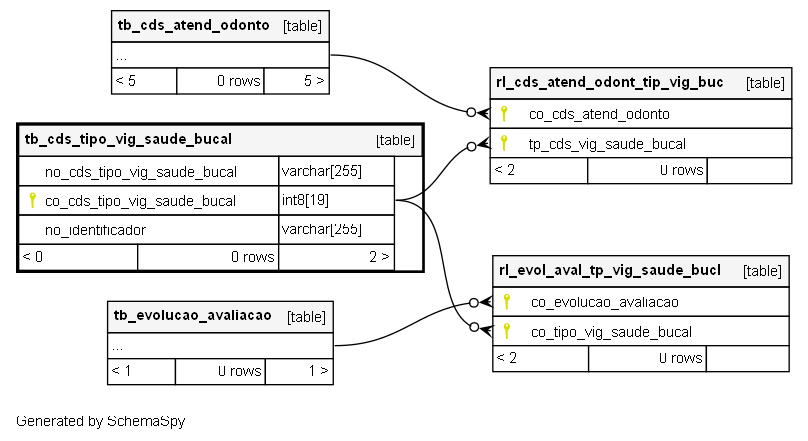 tb_cds_atend_odonto [table]
...
< 5 0 rows 5 >
rl_cds_atend_odont_tip_vig_buc [table]
co_cds_atend_odonto
tp_cds_vig_saude_bucal
< 2 0 rows
tb_cds_tipo_vig_saude_bucal [table]
no_cds_tipo_vig_saude_bucal varchar[255]
co_cds_tipo_vig_saude_bucal int8[19]
no_identificador varchar[255]
< 0 0 rows 2 >
rl_evol_aval_tp_vig_saude_bucl [table]
co_evolucao_avaliacao
co_tipo_vig_saude_bucal
< 2 0 rows
tb_evolucao_avaliacao [table]
...
< 1 0 rows 1 >
Generated by SchemaSpy